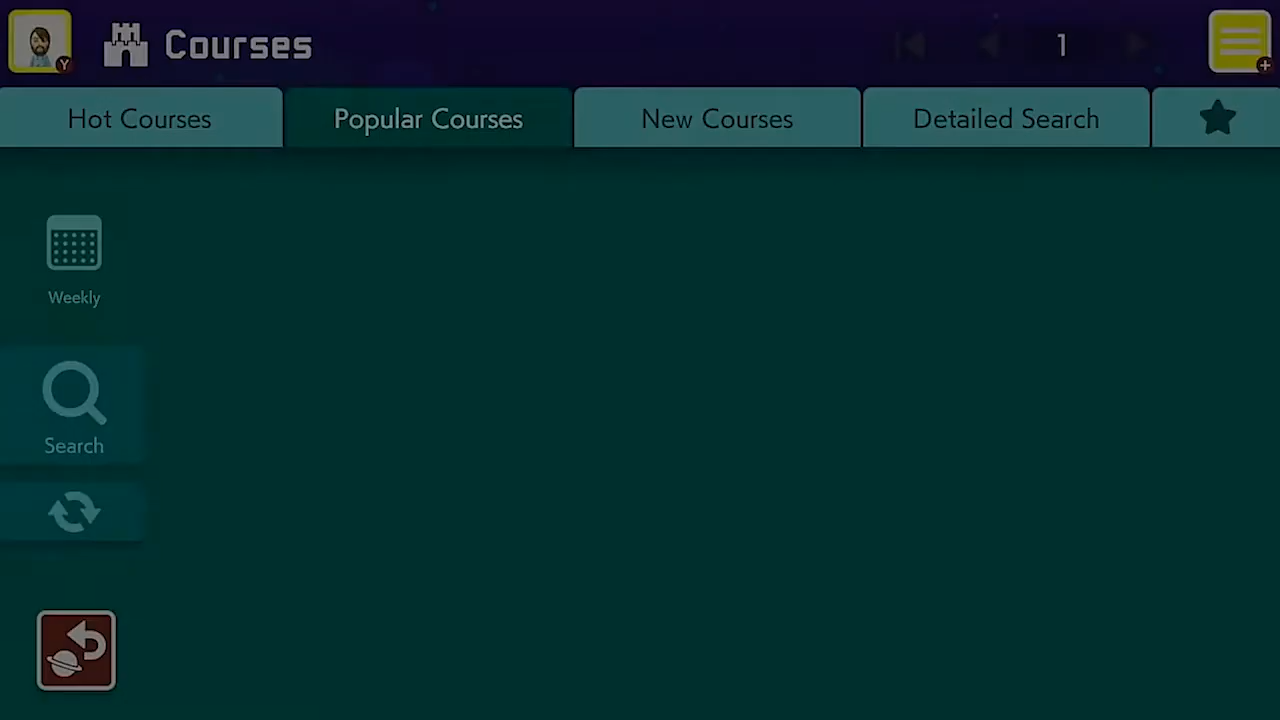 Y
Courses
1
+
Hot Courses
Popular Courses
New Courses
Detailed Search
Weekly
Search